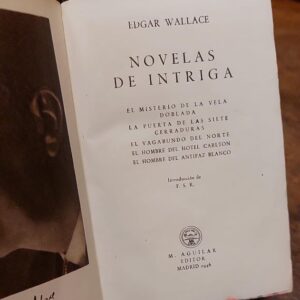 EDGAR WALLACE
NOVELAS
DE INTRIGA
EL MISTERIO DE LA VELA
DOBLADA
LA PUERTA DE LAS SIETE
CERRADURAS
EL VAGABUNDO DEL NORTE
EL HOMBRE DEL HOTEL CARLTON
EL HOMBRE DEL ANTIFAZ BLANCO
Introducción de
F. S. R.
M. AGUILAR
EDITOR
MADRID 1948